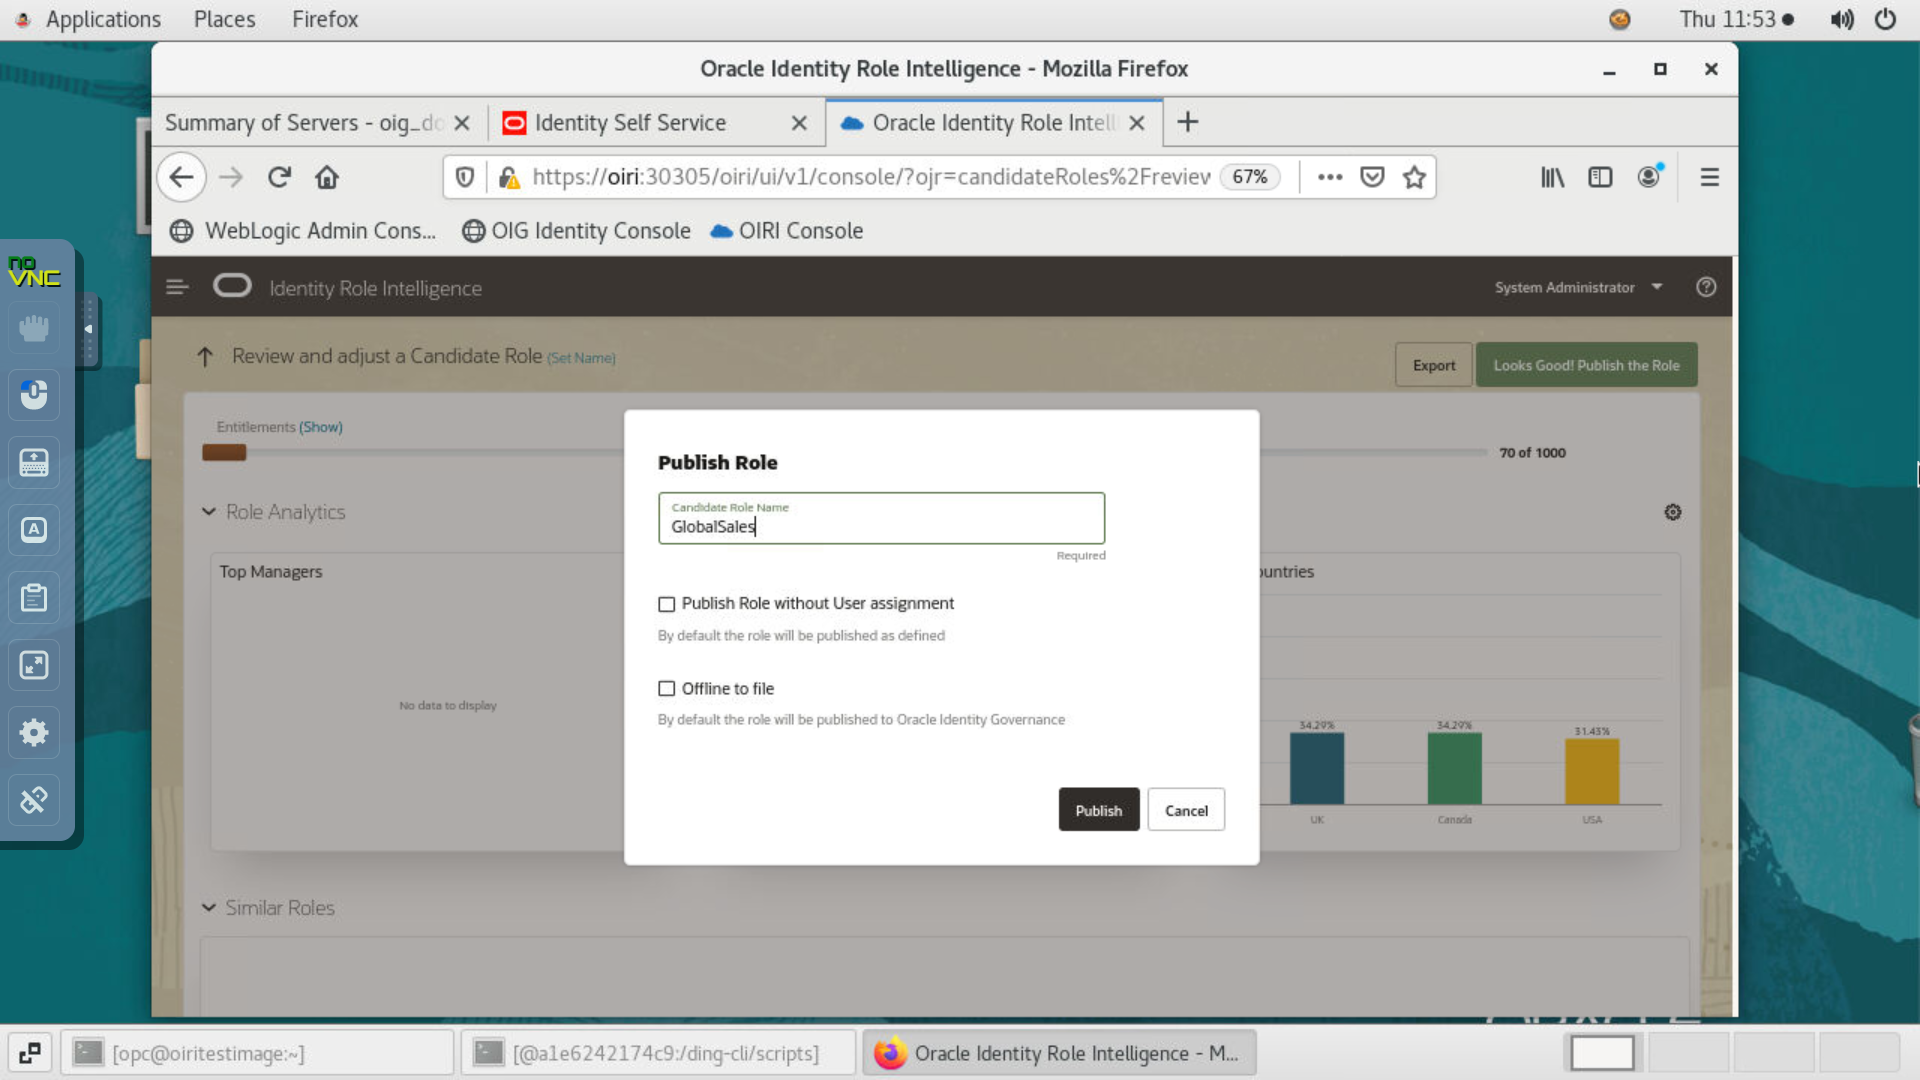 Applications Places Firefox Thu 11:53
Oracle Identity Role Intelligence - Mozilla Firefox
Summary of Servers - oig_do
Identity Self Service
Oracle Identity Role Intell
https://oiri:30305/oiri/ui/v1/console/?ojr=candidateRoles%2Freview 67%
WebLogic Admin Cons... OIG Identity Console OIRI Console
no
VNC
Identity Role Intelligence
System Administrator
Review and adjust a Candidate Role (Set Name)
Export
Looks Good! Publish the Role
Entitlements (Show)
70 of 1000
Role Analytics
Top Managers
No data to display
Publish Role
Candidate Role Name
GlobalSales
Required
Publish Role without User assignment
By default the role will be published as defined
Offline to file
By default the role will be published to Oracle Identity Governance
Publish
Cancel
ountries
34.29%
34.29%
31.43%
UK
Canada
USA
Similar Roles
A
[opc@oiritestimage:~]
[@a1e6242174c9:/ding-cli/scripts]
Oracle Identity Role Intelligence - M...